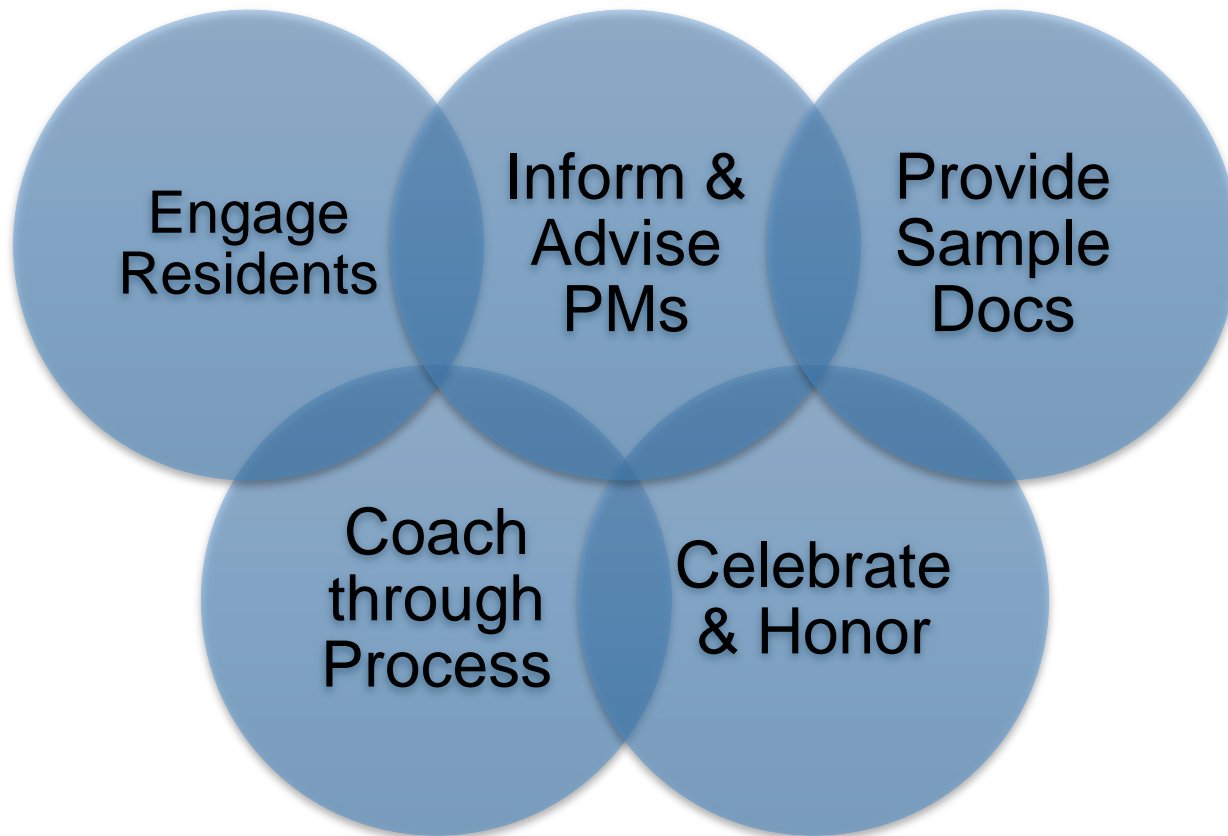 Engage
Residents
Inform &
Advise
PMs
Provide
Sample
Docs
Coach
through
Process
Celebrate
& Honor